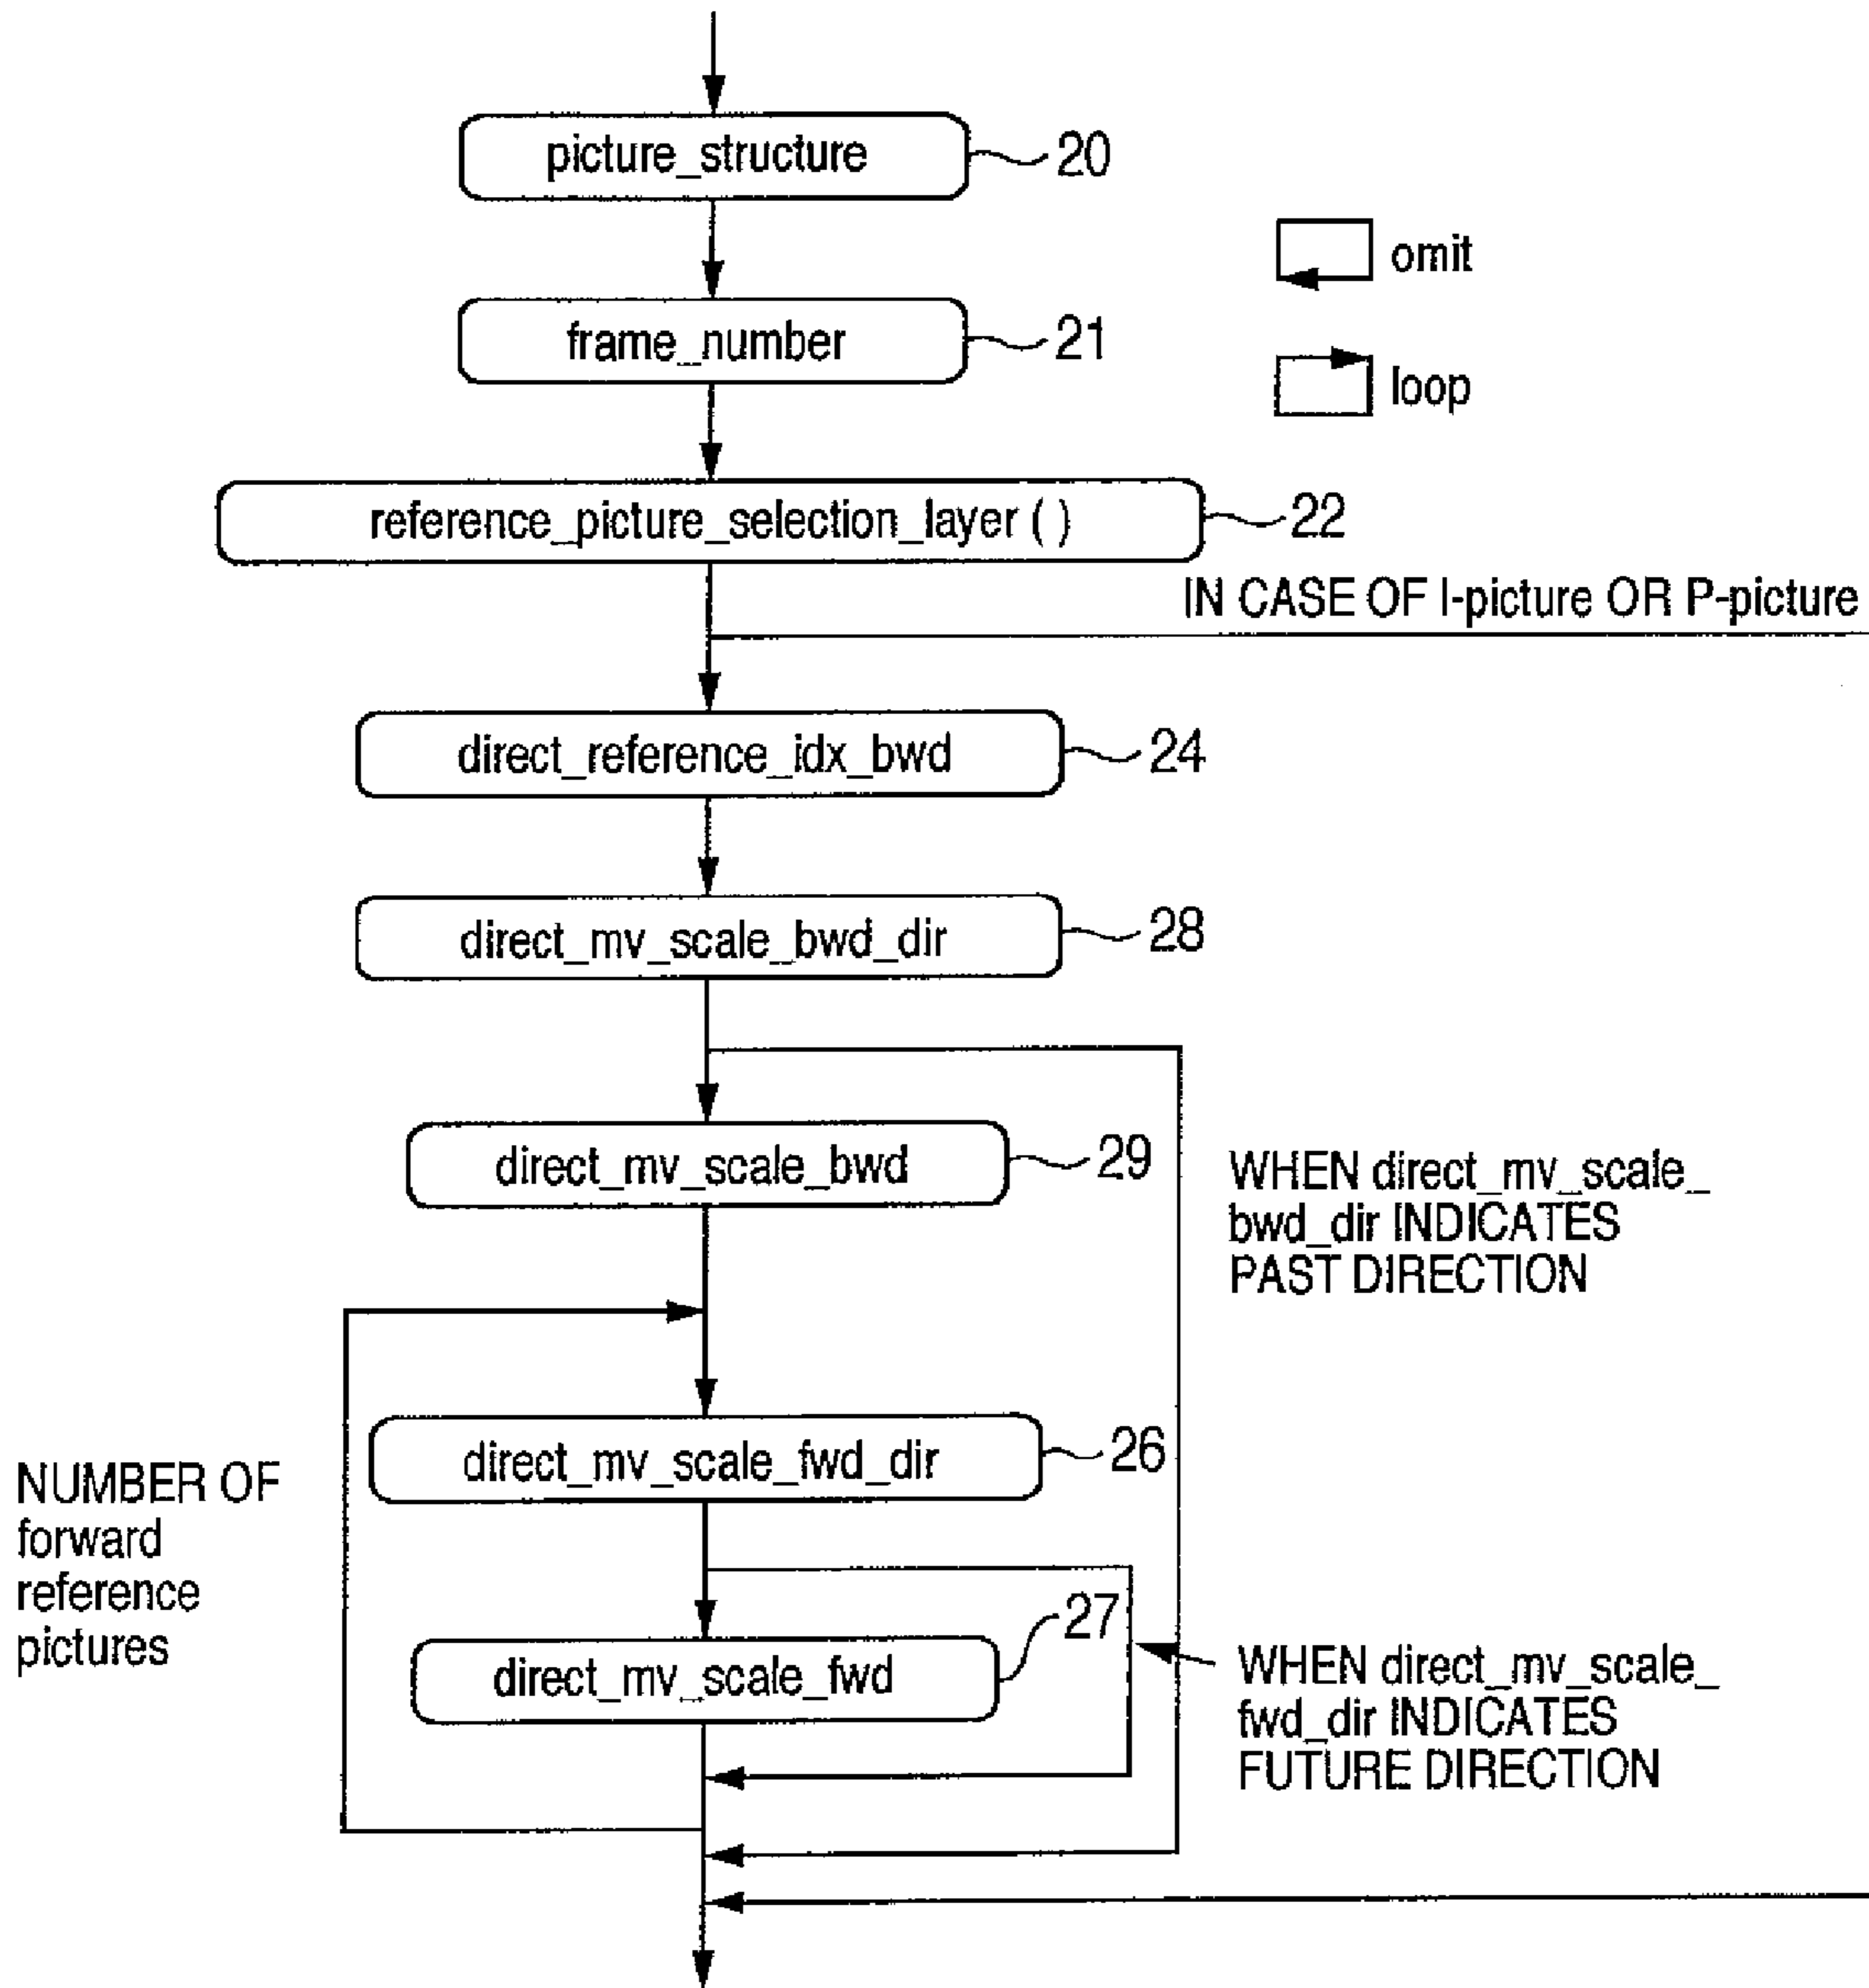 picture_structure
20
omit
frame_number
21
loop
reference_picture_selection_layer ( )
22
IN CASE OF I-picture OR P-picture
direct_reference_idx_bwd
24
direct_mv_scale_bwd_dir
28
direct_mv_scale_bwd
29
WHEN direct_mv_scale_
bwd_dir INDICATES
PAST DIRECTION
direct_mv_scale_fwd_dir
26
NUMBER OF
forward
reference
pictures
direct_mv_scale_fwd
27
WHEN direct_mv_scale_
fwd_dir INDICATES
FUTURE DIRECTION